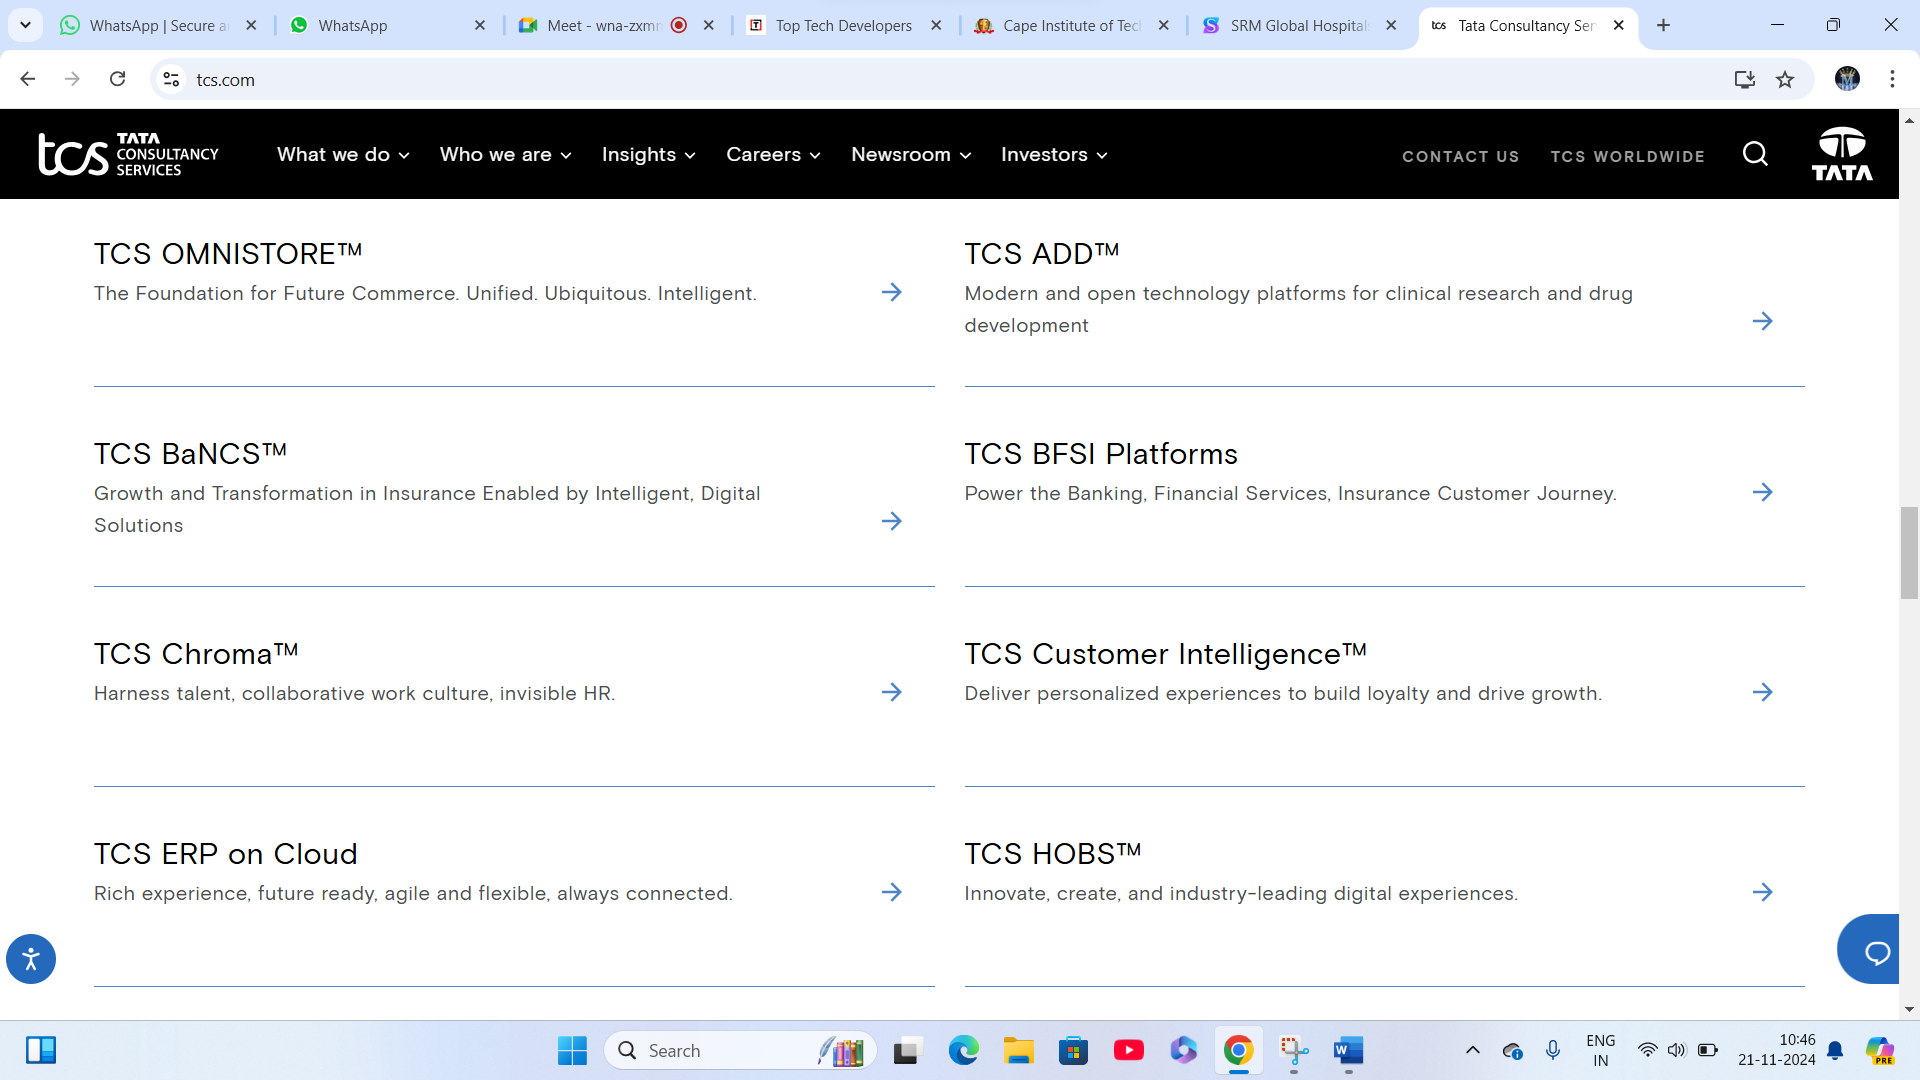 WhatsApp | Secure a
WhatsApp
Meet - wna-zxmn
Top Tech Developers
Cape Institute of Tec
SRM Global Hospital
tcs Tata Consultancy Ser
tcs.com
tcs TATA
CONSULTANCY
SERVICES
What we do
Who we are
Insights
Careers
Newsroom
Investors
CONTACT US
TCS WORLDWIDE
TATA
TCS OMNISTORE™
The Foundation for Future Commerce. Unified. Ubiquitous. Intelligent.
TCS ADD™
Modern and open technology platforms for clinical research and drug
development
TCS BaNCS™
Growth and Transformation in Insurance Enabled by Intelligent, Digital
Solutions
TCS BFSI Platforms
Power the Banking, Financial Services, Insurance Customer Journey.
TCS Chroma™
Harness talent, collaborative work culture, invisible HR.
TCS Customer Intelligence™
Deliver personalized experiences to build loyalty and drive growth.
TCS ERP on Cloud
Rich experience, future ready, agile and flexible, always connected.
TCS HOBS™
Innovate, create, and industry-leading digital experiences.
Search
ENG
IN
10:46
21-11-2024
PRE